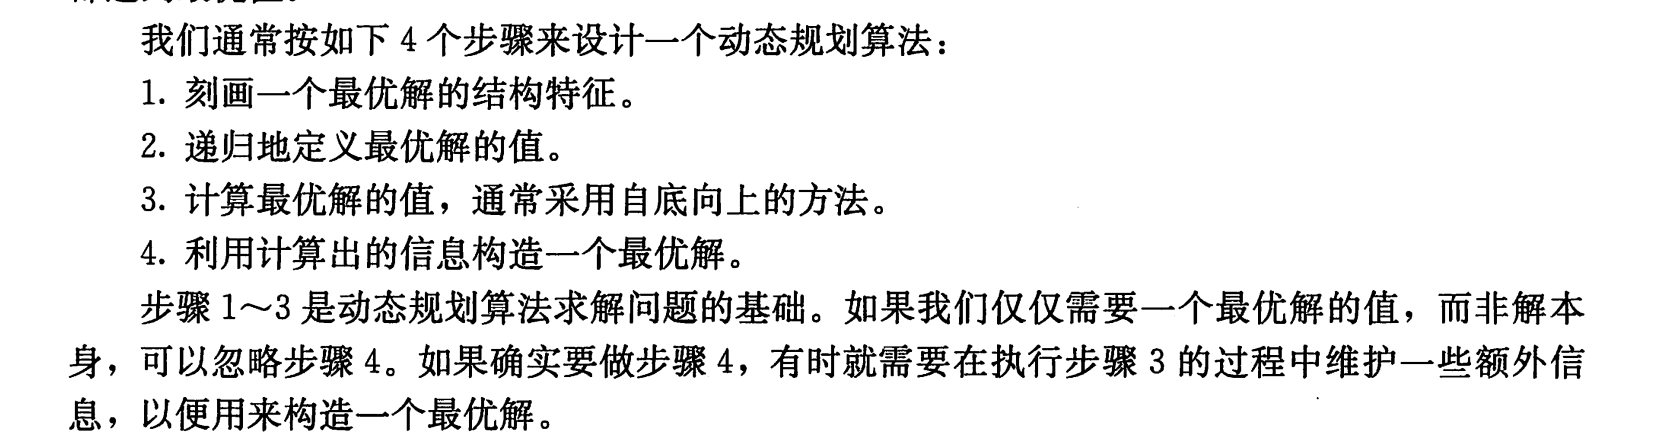 我们通常按如下 4 个步骤来设计一个动态规划算法：
1. 刻画一个最优解的结构特征。
2. 递归地定义最优解的值。
3. 计算最优解的值，通常采用自底向上的方法。
4. 利用计算出的信息构造一个最优解。
步骤 1～3 是动态规划算法求解问题的基础。如果我们仅仅需要一个最优解的值，而非解本
身，可以忽略步骤 4。如果确实要做步骤 4，有时就需要在执行步骤 3 的过程中维护一些额外信
息，以便用来构造一个最优解。